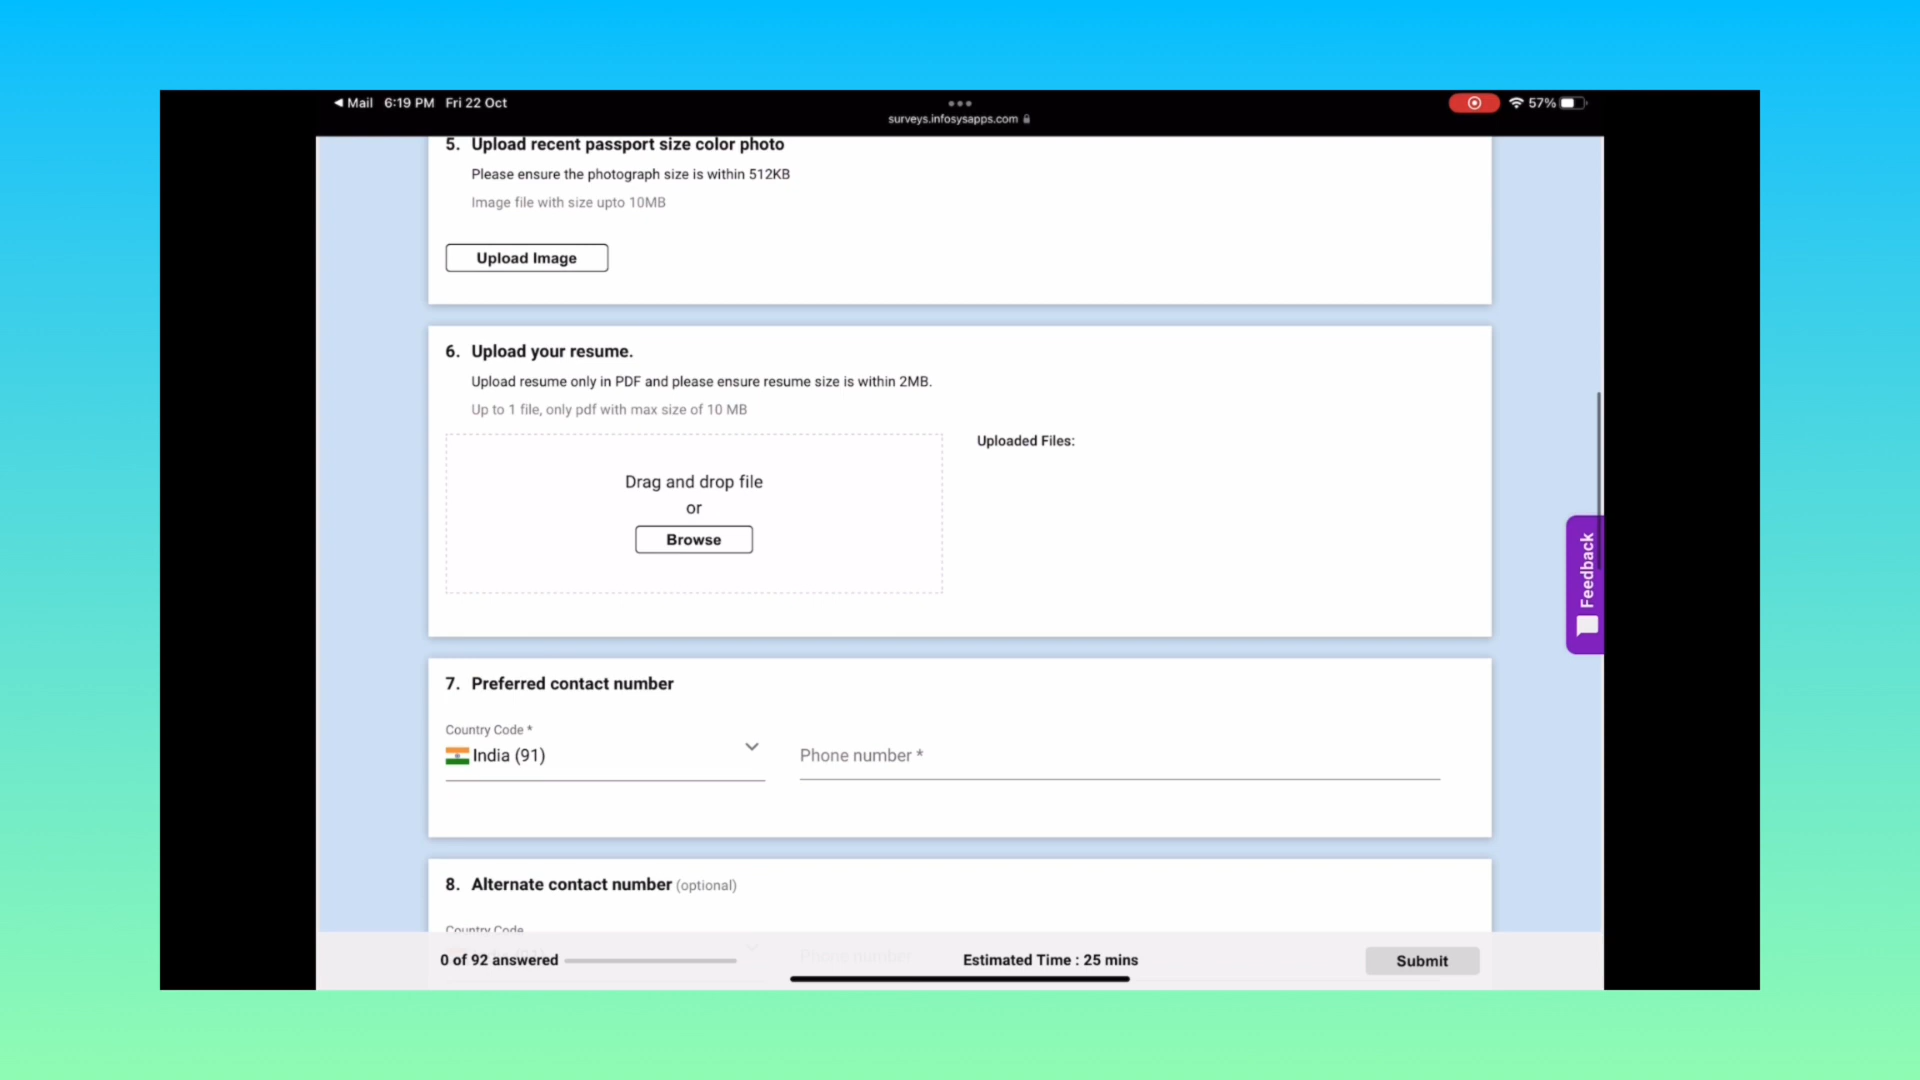 Mail 6:19 PM Fri 22 Oct
57%
surveys.infosysapps.com
5. Upload recent passport size color photo
Please ensure the photograph size is within 512KB
Image file with size upto 10MB
Upload Image
6. Upload your resume.
Upload resume only in PDF and please ensure resume size is within 2MB.
Up to 1 file, only pdf with max size of 10 MB
Uploaded Files:
Drag and drop file
or
Browse
Feedback
7. Preferred contact number
Country Code *
India (91)
Phone number *
8. Alternate contact number (optional)
Country Code
0 of 92 answered
Estimated Time : 25 mins
Submit